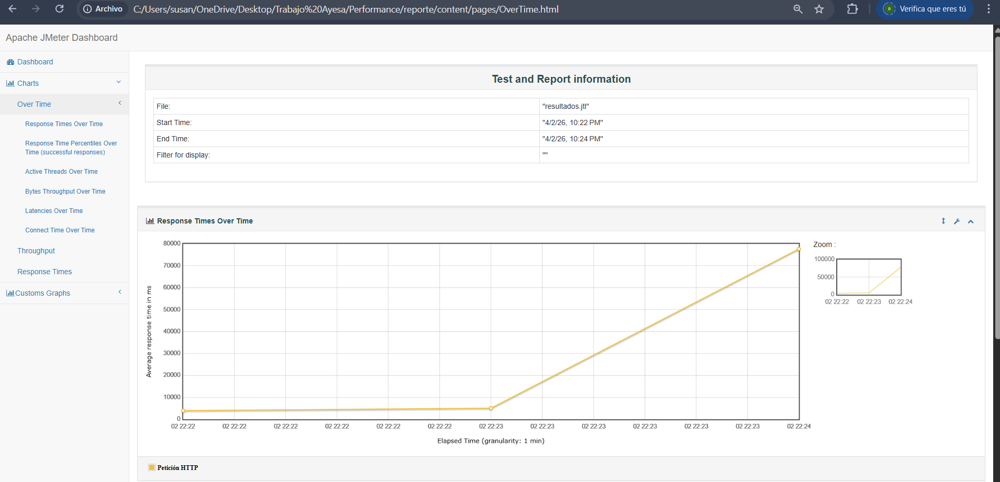 Archivo
C:/Users/susan/OneDrive/Desktop/Trabajo%20Ayesa/Performance/reporte/content/pages/OverTime.html
a
Verifica que eres tú
Apache JMeter Dashboard
Dashboard
Charts
Over Time
Response Times Over Time
Response Time Percentiles Over
Time (successful responses)
Active Threads Over Time
Bytes Throughput Over Time
Latencies Over Time
Connect Time Over Time
Throughput
Response Times
Customs Graphs
Test and Report information
File: "resultados.jtl"
Start Time: "4/2/26, 10:22 PM"
End Time: "4/2/26, 10:24 PM"
Filter for display: ""
Response Times Over Time
80000
70000
60000
50000
40000
30000
20000
10000
0
Average response time in ms
02 22:22 02 22:22 02 22:22 02 22:22 02 22:22 02 22:22 02 22:23 02 22:23 02 22:23 02 22:23 02 22:23 02 22:23 02 22:24
Elapsed Time (granularity: 1 min)
Zoom :
100000
50000
0
02 22:22 02 22:23 02 22:24
Petición HTTP